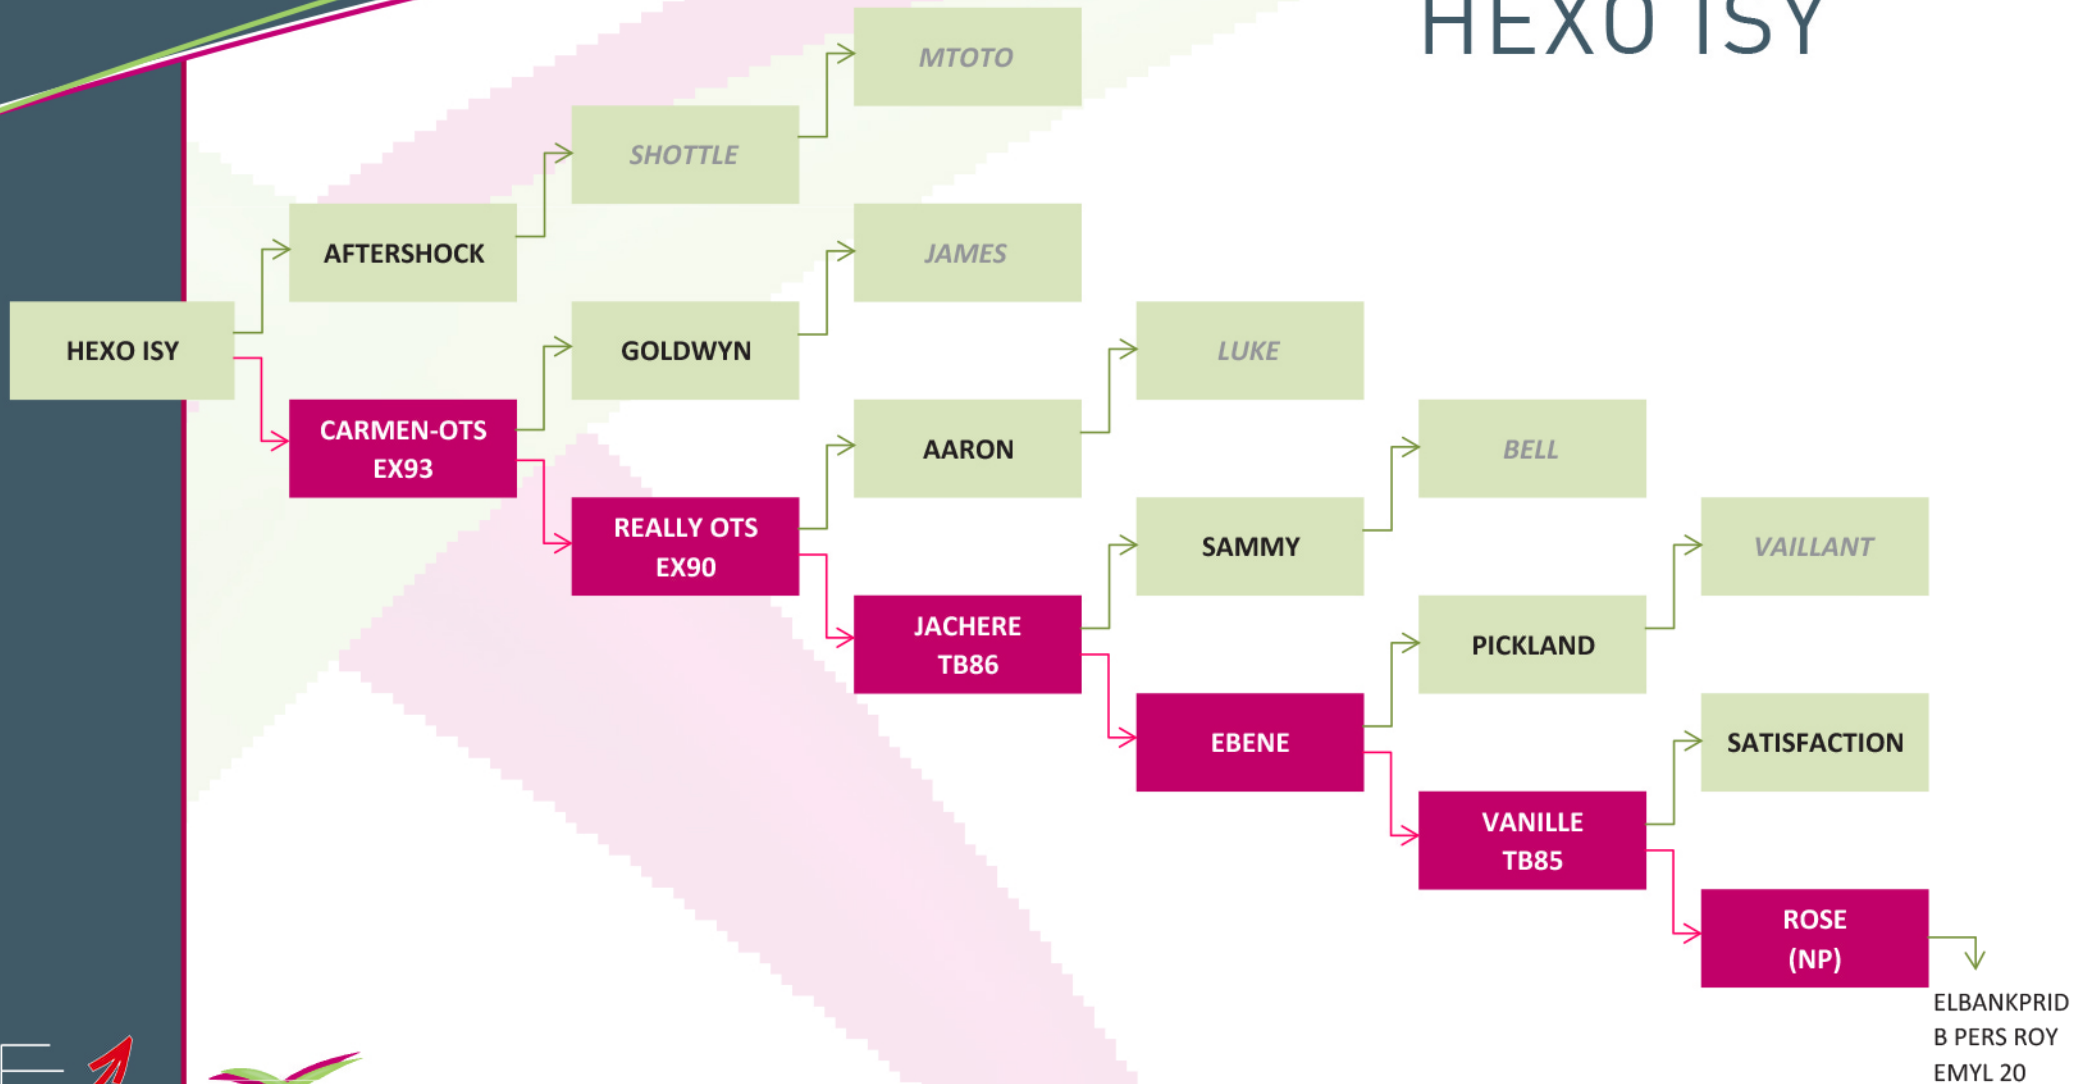 HEXO ISY
MTOTO
SHOTTLE
AFTERSHOCK
JAMES
HEXO ISY
GOLDWYN
LUKE
CARMEN-OTS
EX93
AARON
BELL
REALLY OTS
EX90
SAMMY
VAILLANT
JACHERE
TB86
PICKLAND
EBENE
SATISFACTION
VANILLE
TB85
ROSE
(NP)
ELBANKPRID
B PERS ROY
EMYL 20